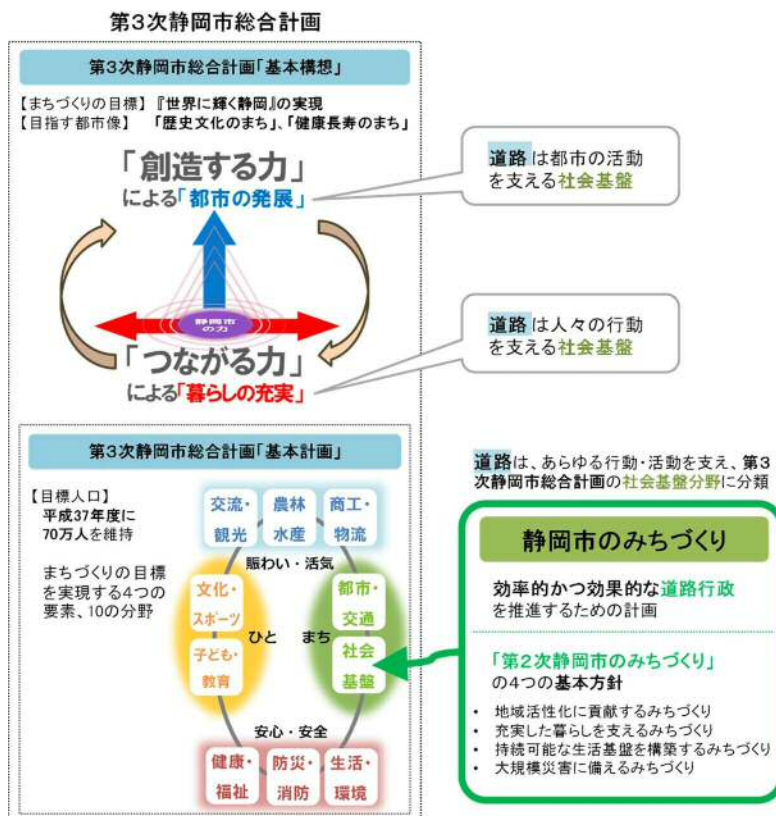 第3次静岡市総合計画
第3次静岡市総合計画「基本構想」
【まちづくりの目標】『世界に輝く静岡』の実現
【目指す都市像】「歴史文化のまち」、「健康長寿のまち」
「創造する力」
による「都市の発展」
静岡市
の力
「つながる力」
による「暮らしの充実」
道路は都市の活動
を支える社会基盤
道路は人々の行動
を支える社会基盤
第3次静岡市総合計画「基本計画」
【目標人口】
平成37年度に
70万人を維持
まちづくりの目標
を実現する4つの
要素、10の分野
交流・
観光
農林
水産
商工・
物流
賑わい・活気
文化・
スポーツ
子ども・
教育
ひと
まち
都市・
交通
社会
基盤
安心・安全
健康・
福祉
防災・
消防
生活・
環境
道路は、あらゆる行動・活動を支え、第3
次静岡市総合計画の社会基盤分野に分類
静岡市のみちづくり
効率的かつ効果的な道路行政
を推進するための計画
「第2次静岡市のみちづくり」
の4つの基本方針
• 地域活性化に貢献するみちづくり
• 充実した暮らしを支えるみちづくり
• 持続可能な生活基盤を構築するみちづくり
• 大規模災害に備えるみちづくり